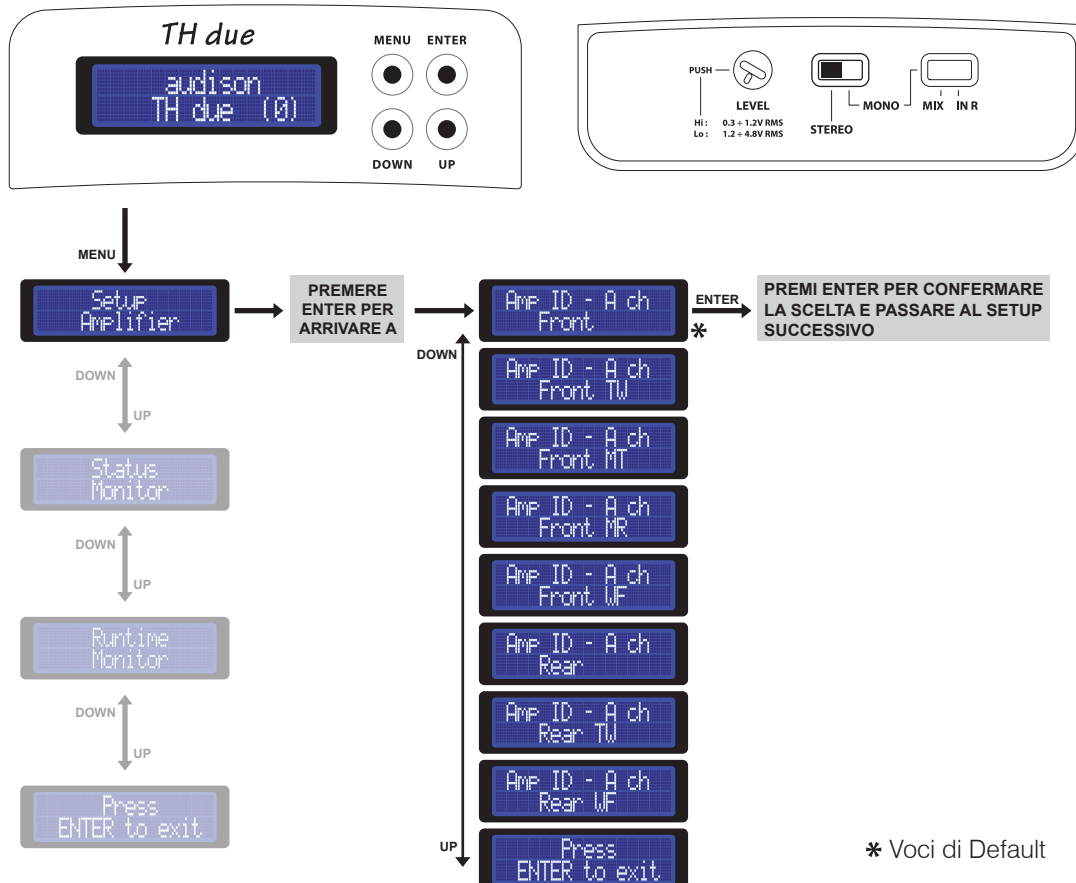 TH due
MENU ENTER
audison
TH due (0)
DOWN UP
PUSH
LEVEL
Hi : 0.3 ÷ 1.2V RMS
Lo : 1.2 ÷ 4.8V RMS
STEREO
MONO
MIX IN R
MENU
Setup
Amplifier
PREMERE
ENTER PER
ARRIVARE A
Amp ID - A ch
Front
ENTER
*
PREMI ENTER PER CONFERMARE
LA SCELTA E PASSARE AL SETUP
SUCCESSIVO
DOWN
UP
Status
Monitor
DOWN
UP
Runtime
Monitor
DOWN
UP
Press
ENTER to exit
DOWN
Amp ID - A ch
Front TW
Amp ID - A ch
Front MT
Amp ID - A ch
Front MR
Amp ID - A ch
Front WF
Amp ID - A ch
Rear
Amp ID - A ch
Rear TW
Amp ID - A ch
Rear WF
UP
Press
ENTER to exit
* Voci di Default